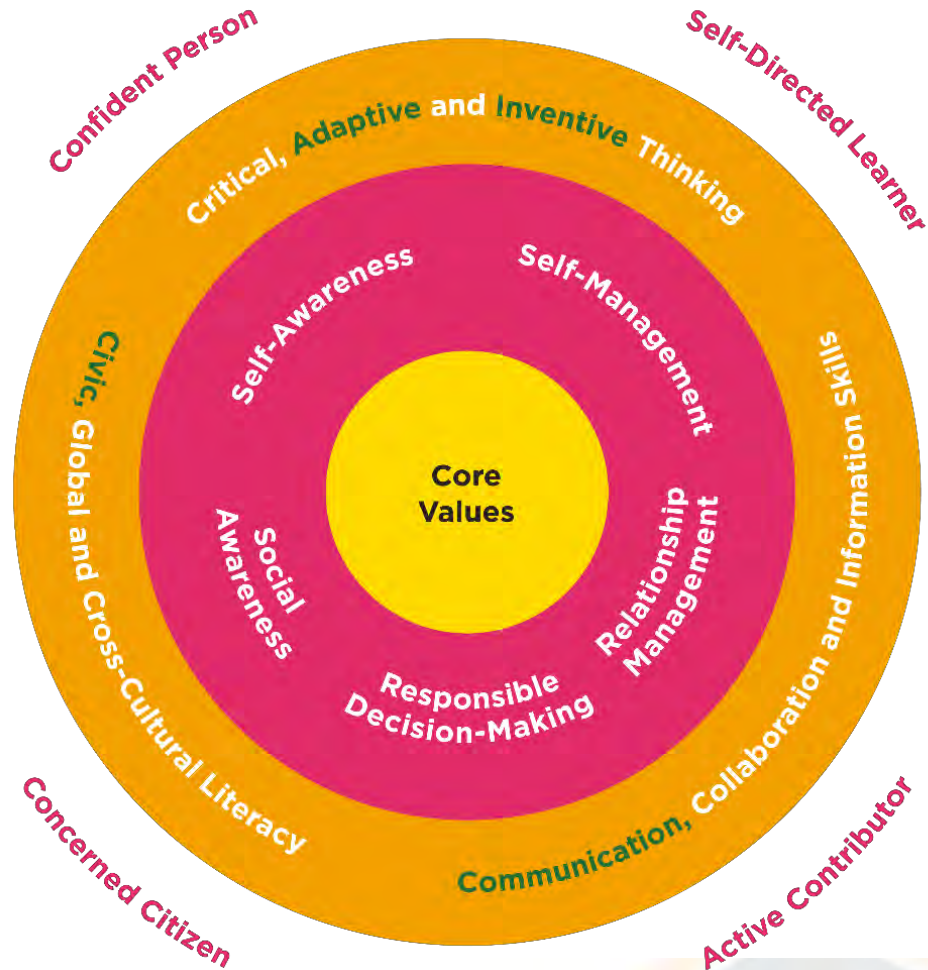 Confident Person
Self-Directed Learner
Critical, Adaptive and Inventive Thinking
Self-Awareness
Self-Management
Civic, Global and Cross-Cultural Literacy
Communication, Collaboration and Information Skills
Core
Values
Social
Awareness
Relationship
Management
Responsible
Decision-Making
Concerned Citizen
Active Contributor